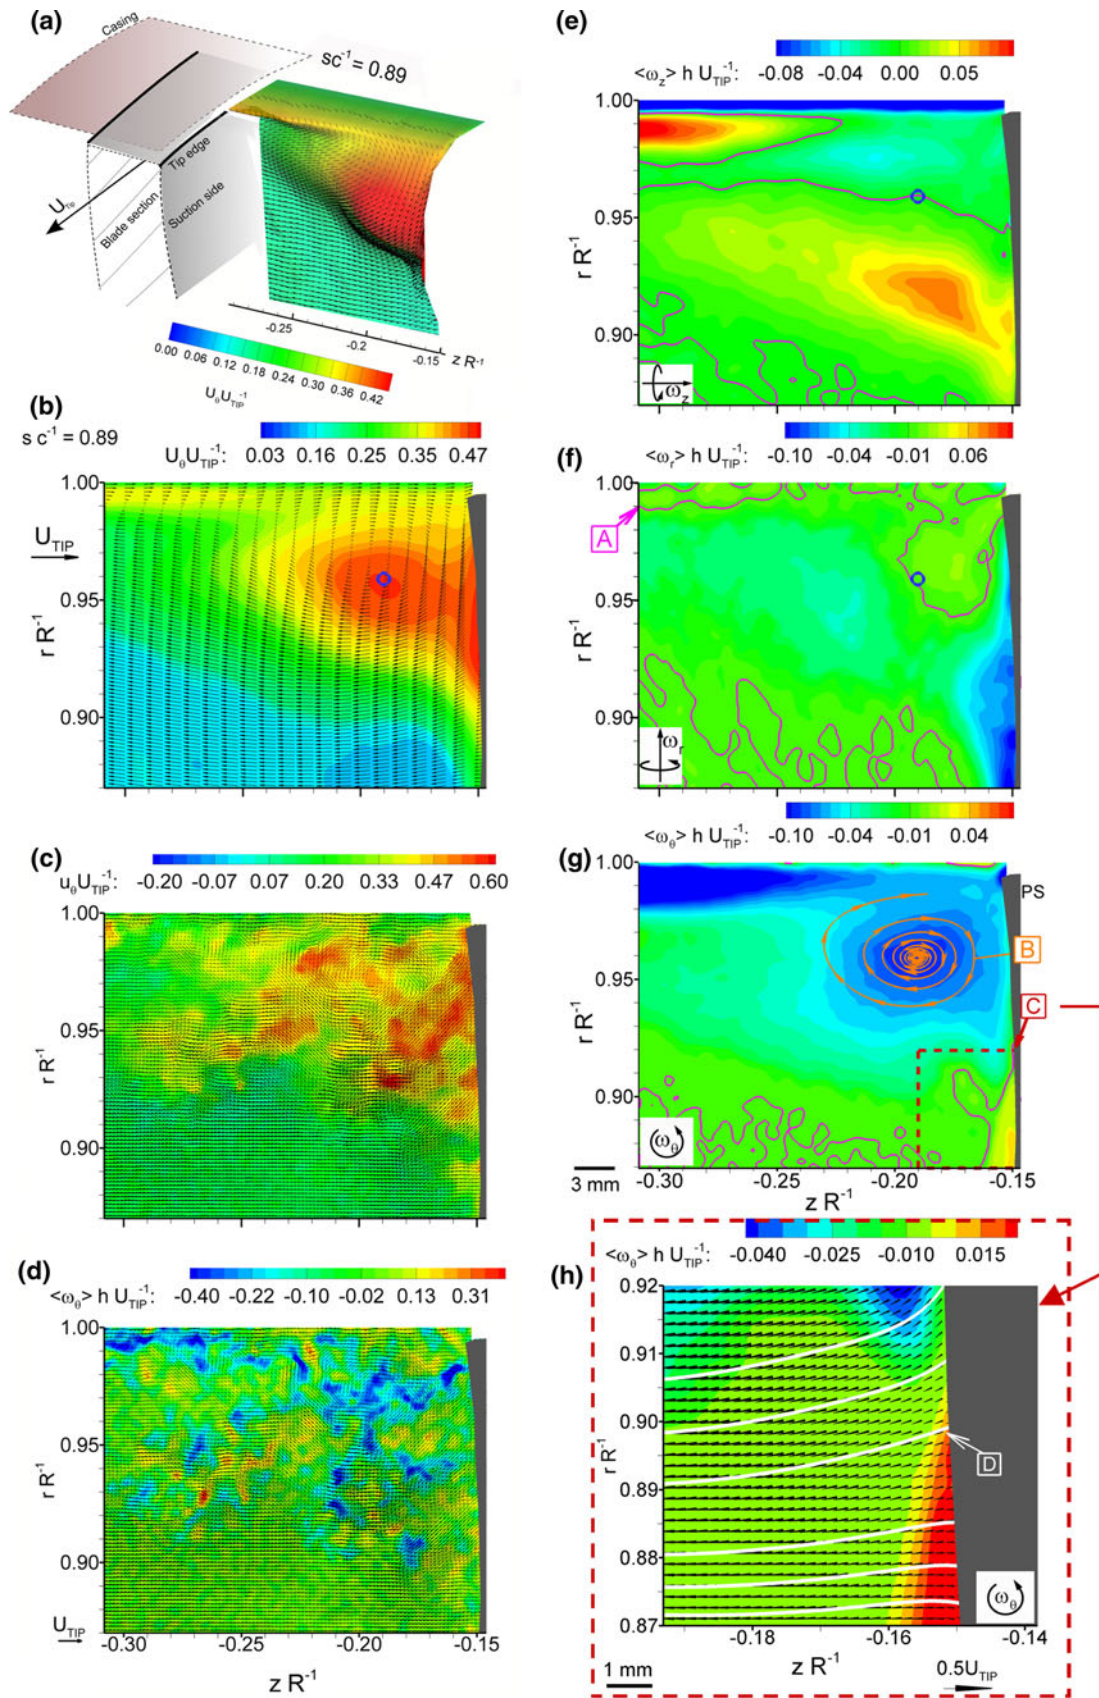 (a)
Casing
sc⁻¹ = 0.89
Tip edge
U_Tip
Blade section
Suction side
-0.25
-0.2
-0.15
z R⁻¹
0.00 0.06 0.12 0.18 0.24 0.30 0.36 0.42
U_θ U_TIP⁻¹
(b)
s c⁻¹ = 0.89
U_θ U_TIP⁻¹: 0.03 0.16 0.28 0.35 0.47
1.00
U_TIP
0.95
r R⁻¹
0.90
(c)
u_θ U_TIP⁻¹: -0.20 -0.07 0.07 0.20 0.33 0.47 0.60
1.00
0.95
r R⁻¹
0.90
(d)
<ω_θ> h U_TIP⁻¹: -0.40 -0.22 -0.10 -0.02 0.13 0.31
1.00
0.95
r R⁻¹
0.90
U_TIP
-0.30 -0.25 -0.20 -0.15
z R⁻¹
(e)
<ω_z> h U_TIP⁻¹: -0.08 -0.04 0.00 0.05
1.00
0.95
r R⁻¹
0.90
ω_z
(f)
<ω_r> h U_TIP⁻¹: -0.10 -0.04 -0.01 0.06
1.00
A
0.95
r R⁻¹
0.90
ω_r
<ω_θ> h U_TIP⁻¹: -0.10 -0.04 -0.01 0.04
(g)
1.00
PS
B
0.95
C
r R⁻¹
0.90
ω_θ
3 mm
-0.30 -0.25 -0.20 -0.15
z R⁻¹
<ω_θ> h U_TIP⁻¹: -0.040 -0.025 -0.010 0.015
(h)
0.92
0.91
0.90
D
r R⁻¹
0.89
0.88
ω_θ
0.87
-0.18 -0.16 -0.14
1 mm
z R⁻¹
0.5U_TIP